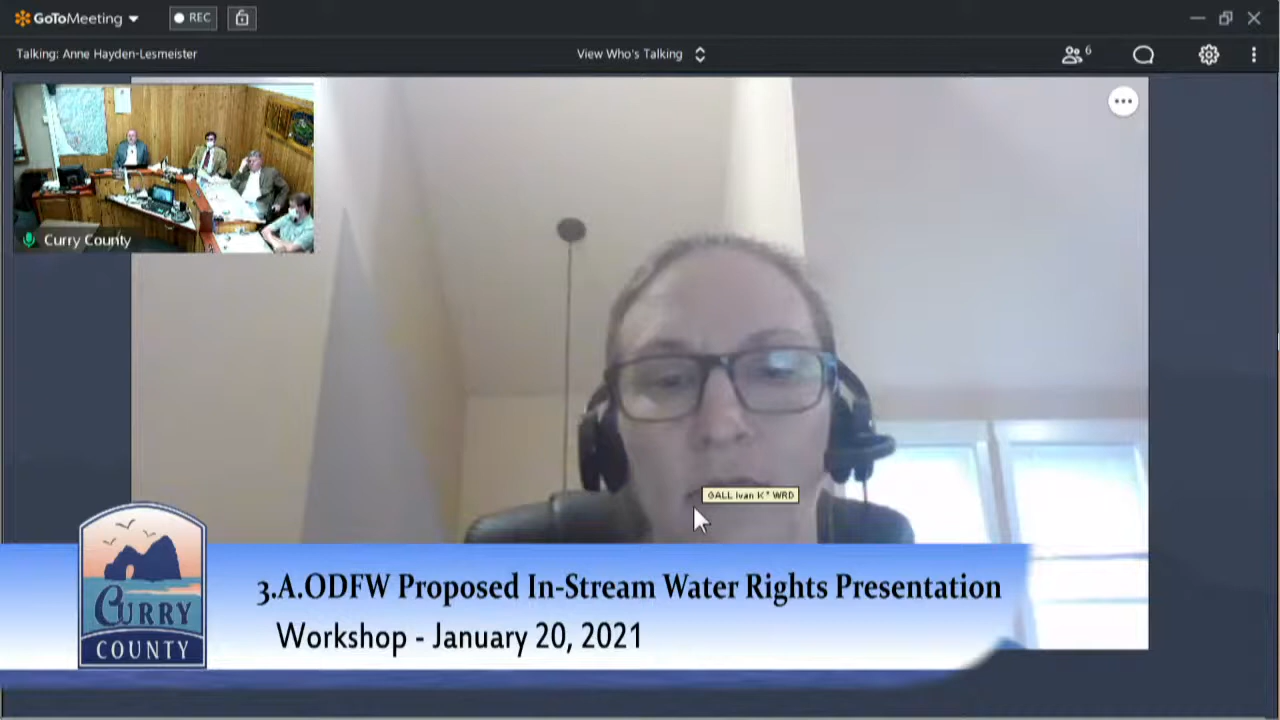 GoToMeeting
REC
Talking: Anne Hayden-Lesmeister
View Who's Talking
6
Curry County
GALL Ivan K * WRD
3.A.ODFW Proposed In-Stream Water Rights Presentation
Workshop - January 20, 2021
CURRY
COUNTY